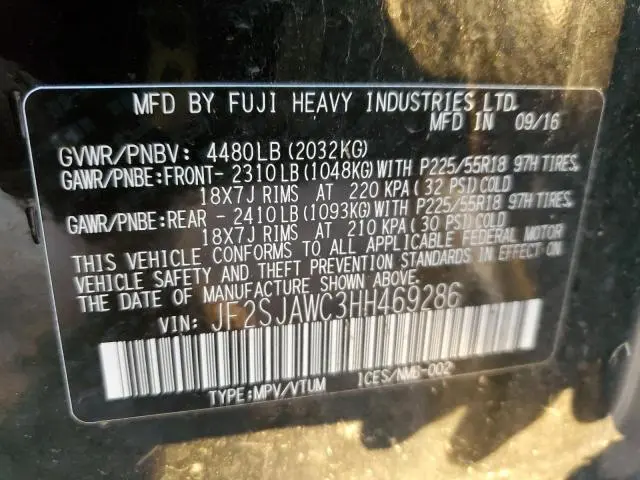 MFD BY FUJI HEAVY INDUSTRIES LTD.
MFD IN 09/16
GVWR/PNBV: 4480LB (2032KG)
GAWR/PNBE:FRONT- 2310LB (1048KG) WITH P225/55R18 97H TIRES,
18X7J RIMS AT 220 KPA (32 PSI) COLD
GAWR/PNBE:REAR - 2410LB (1093KG) WITH P225/55R18 97H TIRES,
18X7J RIMS AT 210 KPA (30 PSI) COLD
THIS VEHICLE CONFORMS TO ALL APPLICABLE FEDERAL MOTOR
VEHICLE SAFETY AND THEFT PREVENTION STANDARDS IN EFFECT ON
THE DATE OF MANUFACTURE SHOWN ABOVE.
VIN: JF2SJAWC3HH469286
TYPE:MPV/VTUM 1CES/NMB-002